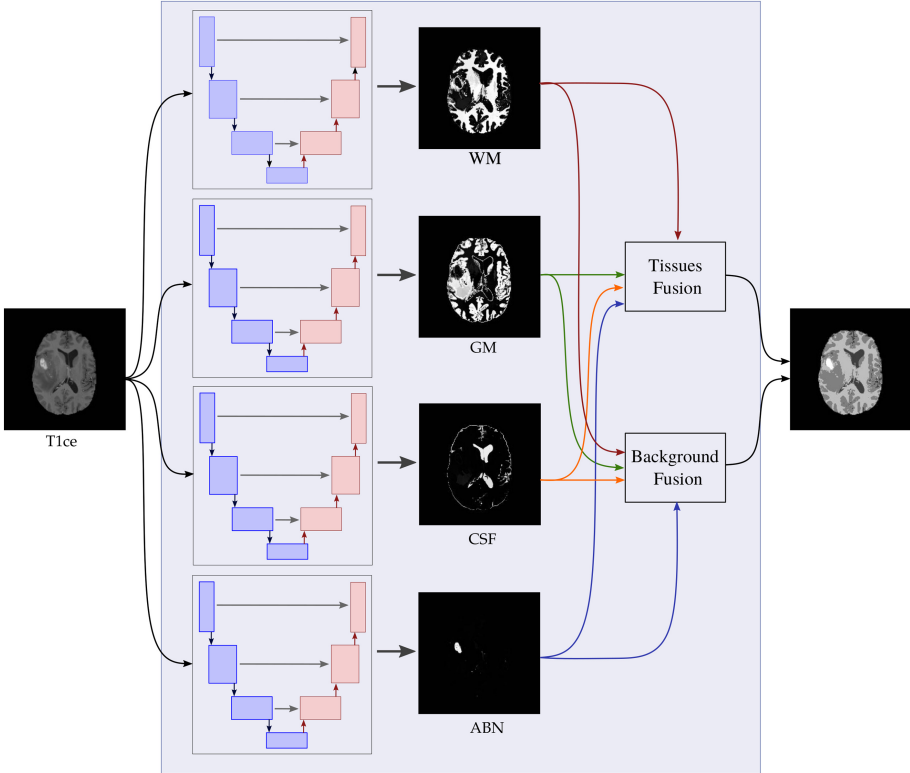 WM
Tissues
Fusion
GM
T1ce
Background
Fusion
CSF
ABN